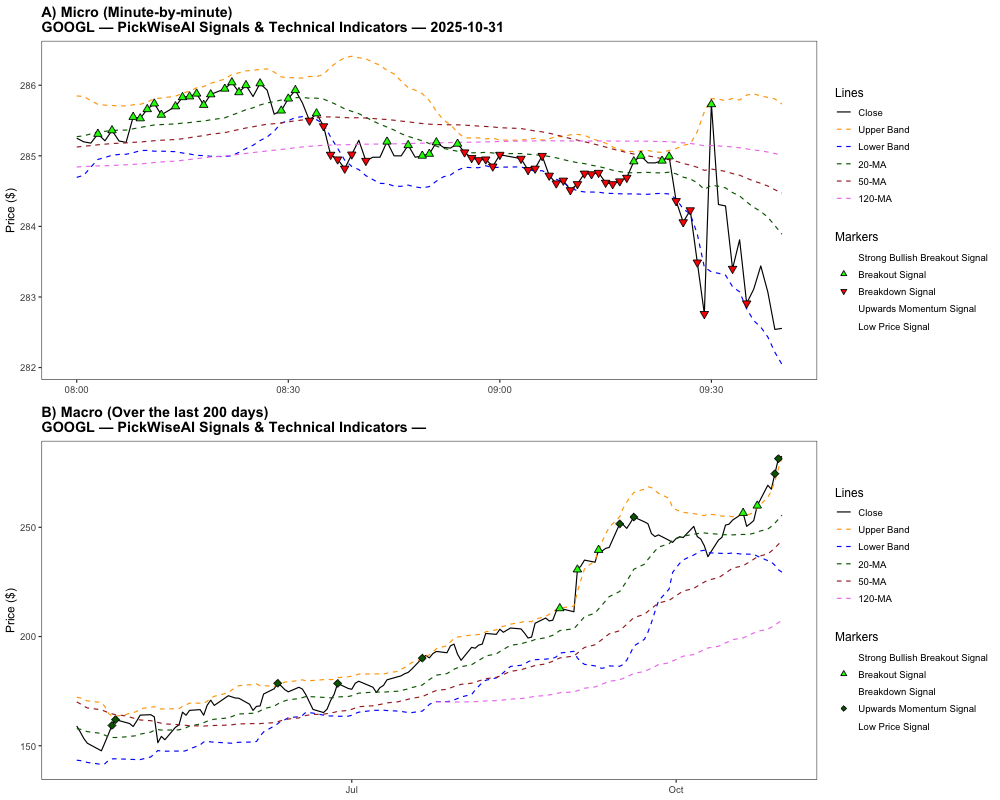 A) Micro (Minute-by-minute)
GOOGL — PickWiseAI Signals & Technical Indicators — 2025-10-31
Price ($)
286
285
284
283
282
08:00
08:30
09:00
09:30
Lines
Close
Upper Band
Lower Band
20-MA
50-MA
120-MA
Markers
Strong Bullish Breakout Signal
Breakout Signal
Breakdown Signal
Upwards Momentum Signal
Low Price Signal
B) Macro (Over the last 200 days)
GOOGL — PickWiseAI Signals & Technical Indicators —
Price ($)
250
200
150
Jul
Oct
Lines
Close
Upper Band
Lower Band
20-MA
50-MA
120-MA
Markers
Strong Bullish Breakout Signal
Breakout Signal
Breakdown Signal
Upwards Momentum Signal
Low Price Signal